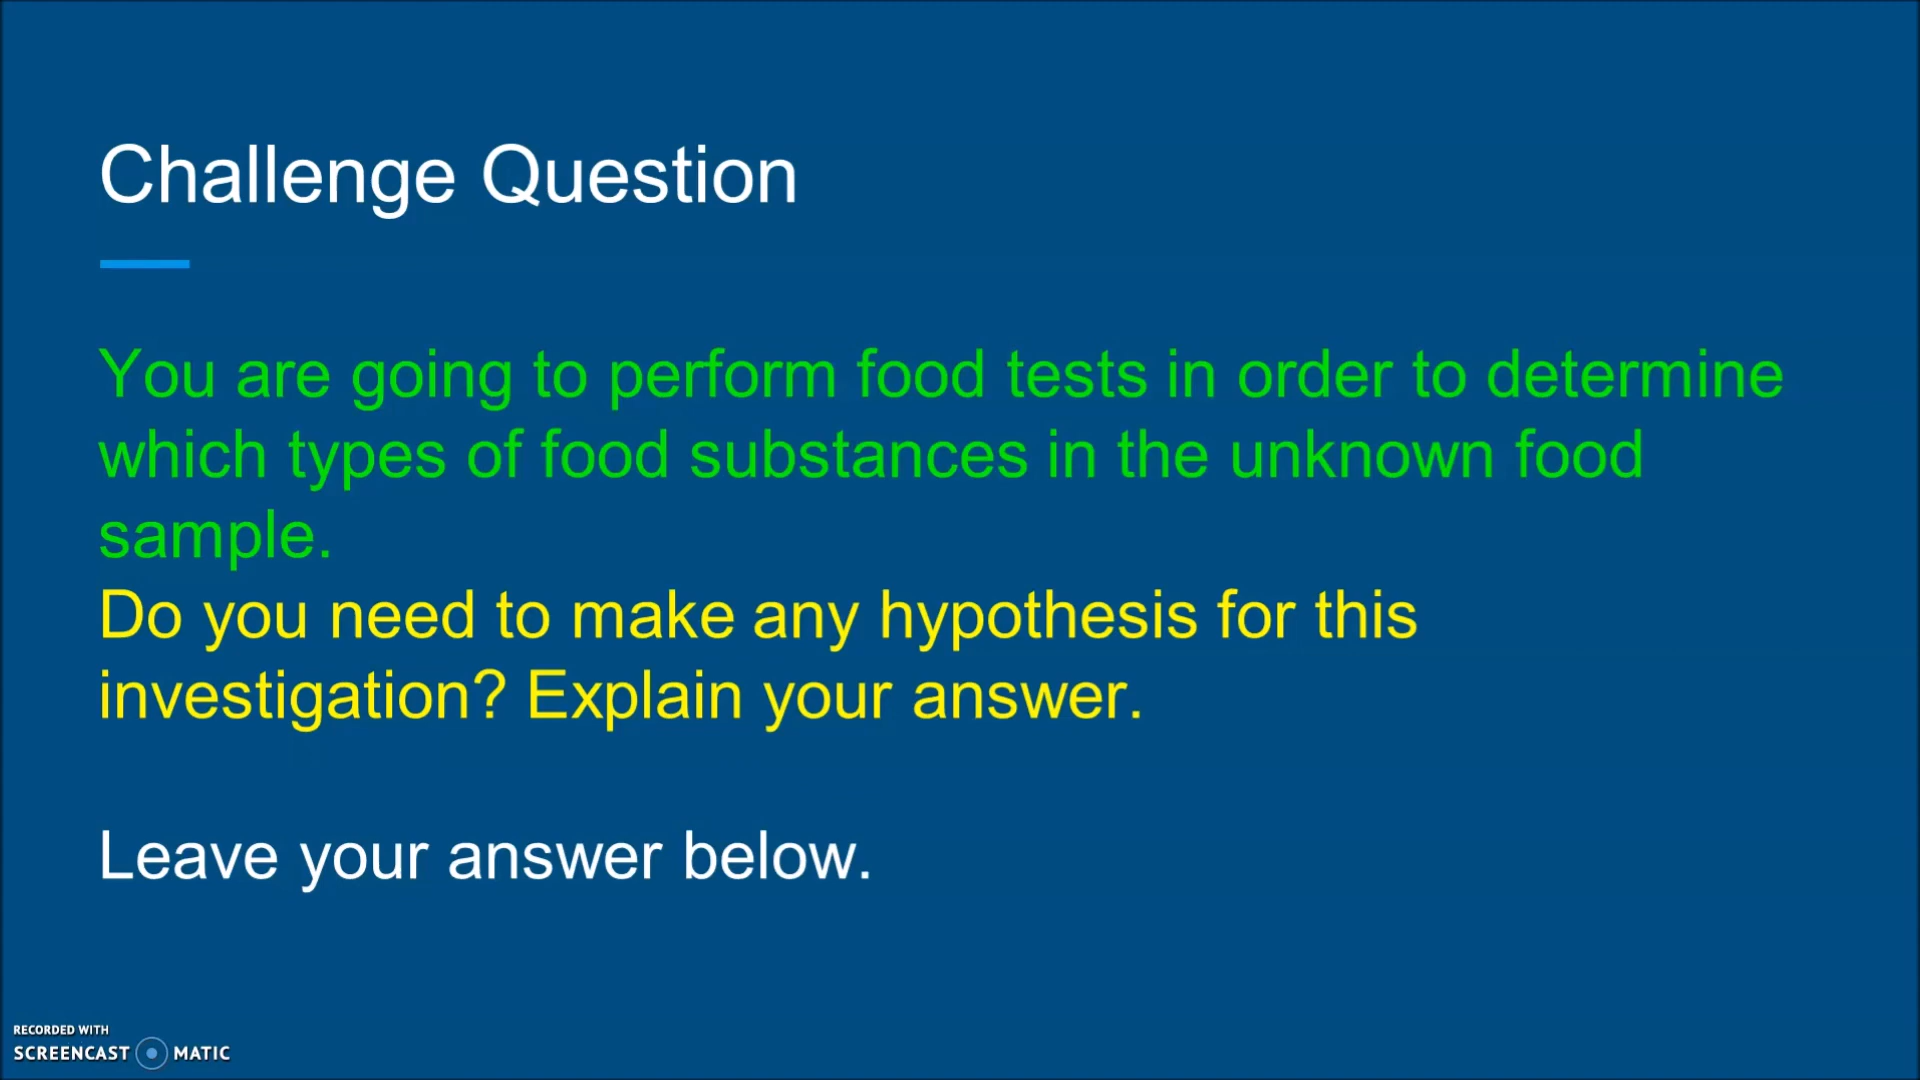 Challenge Question
You are going to perform food tests in order to determine
which types of food substances in the unknown food
sample.
Do you need to make any hypothesis for this
investigation? Explain your answer.
Leave your answer below.
RECORDED WITH
SCREENCAST MATIC